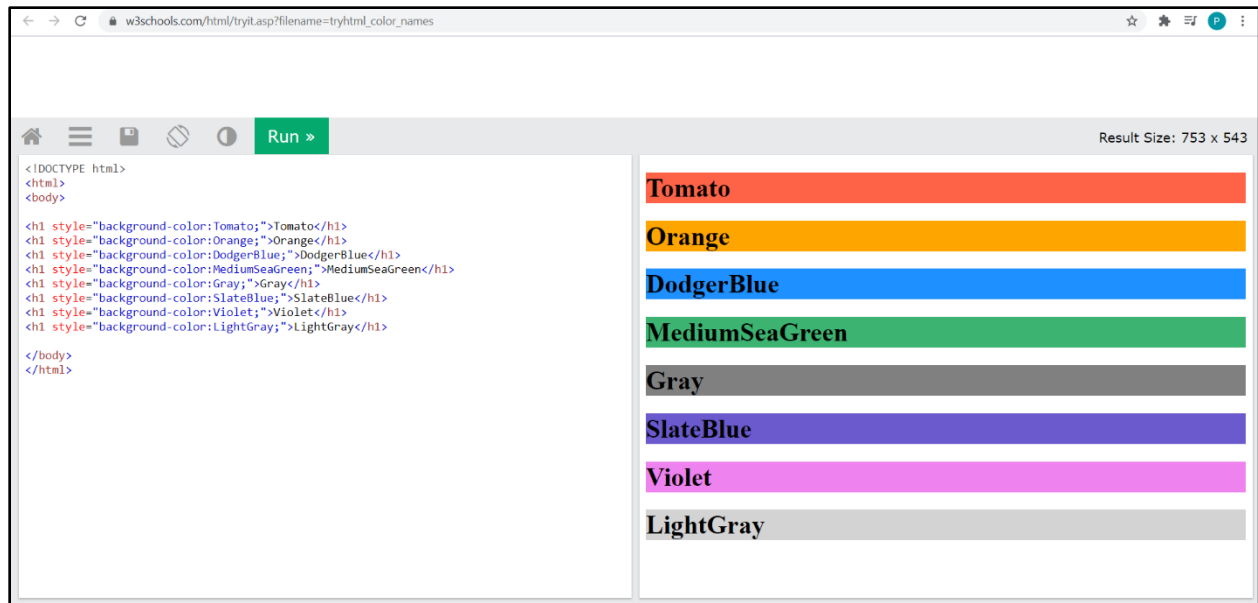 w3schools.com/html/tryit.asp?filename=tryhtml_color_names
P
Run »
Result Size: 753 x 543
<!DOCTYPE html>
<html>
<body>
<h1 style="background-color:Tomato;">Tomato</h1>
<h1 style="background-color:Orange;">Orange</h1>
<h1 style="background-color:DodgerBlue;">DodgerBlue</h1>
<h1 style="background-color:MediumSeaGreen;">MediumSeaGreen</h1>
<h1 style="background-color:Gray;">Gray</h1>
<h1 style="background-color:SlateBlue;">SlateBlue</h1>
<h1 style="background-color:Violet;">Violet</h1>
<h1 style="background-color:LightGray;">LightGray</h1>
</body>
</html>
Tomato
Orange
DodgerBlue
MediumSeaGreen
Gray
SlateBlue
Violet
LightGray